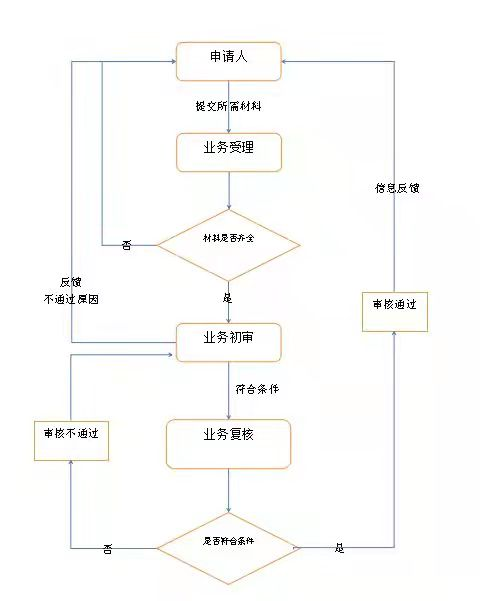 申请人
提交所需材料
业务受理
信息反馈
材料是否齐全
否
反馈
不通过原因
是
审核通过
业务初审
符合条件
审核不通过
业务复核
是否符合条件
否
是